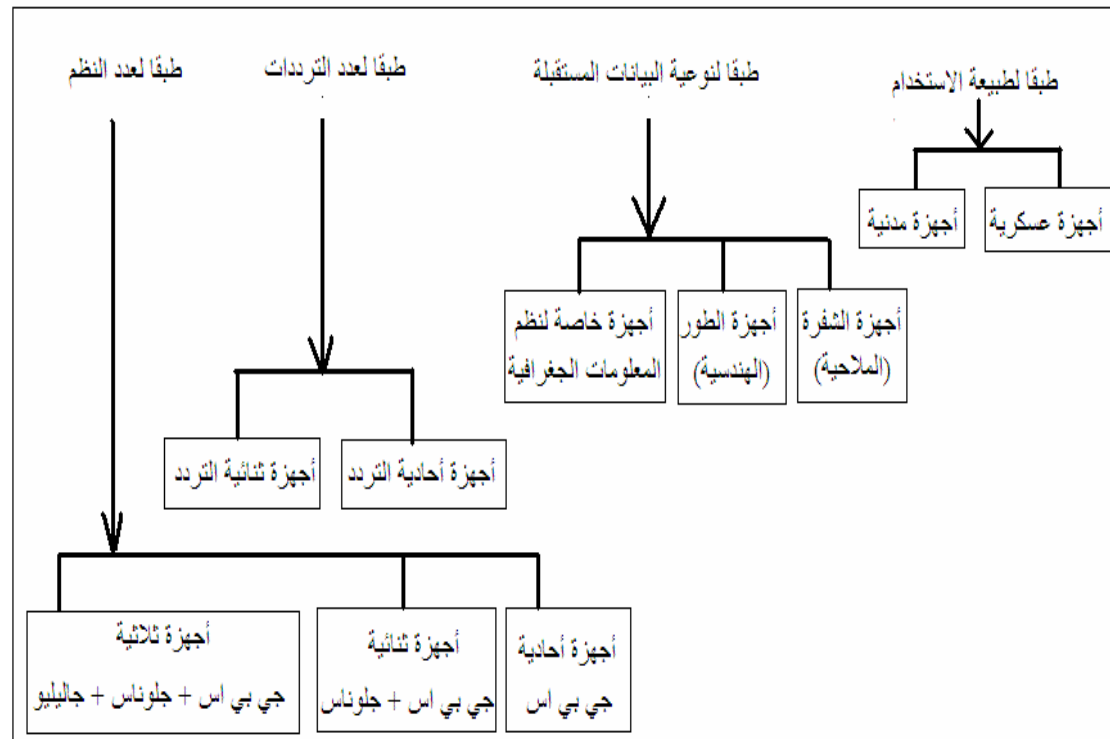 طبقا لطبيعة الاستخدام
أجهزة عسكرية
أجهزة مدنية
طبقا لنوعية البيانات المستقبلة
أجهزة الشفرة
(الملاحية)
أجهزة الطور
(الهندسية)
أجهزة خاصة لنظم
المعلومات الجغرافية
طبقا لعدد الترددات
أجهزة أحادية التردد
أجهزة ثنائية التردد
طبقا لعدد النظم
أجهزة أحادية
جي بي اس
أجهزة ثنائية
جي بي اس + جلوناس
أجهزة ثلاثية
جي بي اس + جلوناس + جاليليو